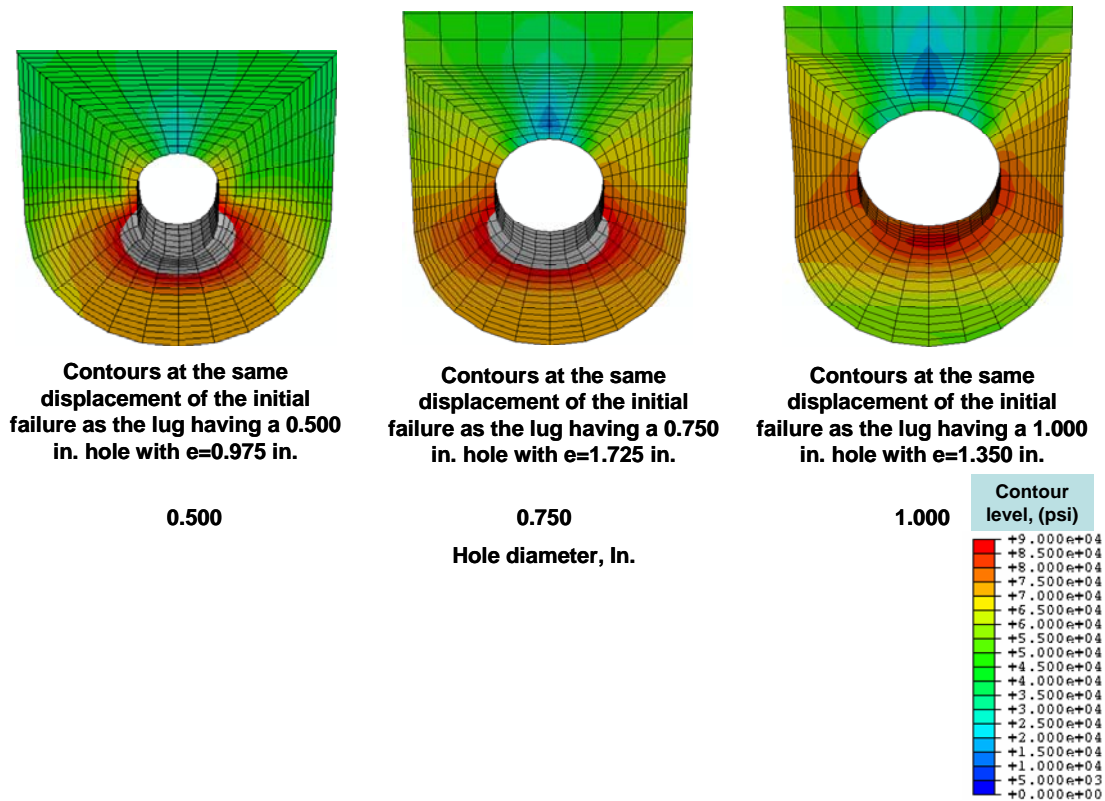 Contours at the same
displacement of the initial
failure as the lug having a 0.500
in. hole with e=0.975 in.
Contours at the same
displacement of the initial
failure as the lug having a 0.750
in. hole with e=1.725 in.
Contours at the same
displacement of the initial
failure as the lug having a 1.000
in. hole with e=1.350 in.
0.500
0.750
1.000
Hole diameter, In.
Contour
level, (psi)
+9.000e+04
+8.500e+04
+8.000e+04
+7.500e+04
+7.000e+04
+6.500e+04
+6.000e+04
+5.500e+04
+5.000e+04
+4.500e+04
+4.000e+04
+3.500e+04
+3.000e+04
+2.500e+04
+2.000e+04
+1.500e+04
+1.000e+04
+5.000e+03
+0.000e+00